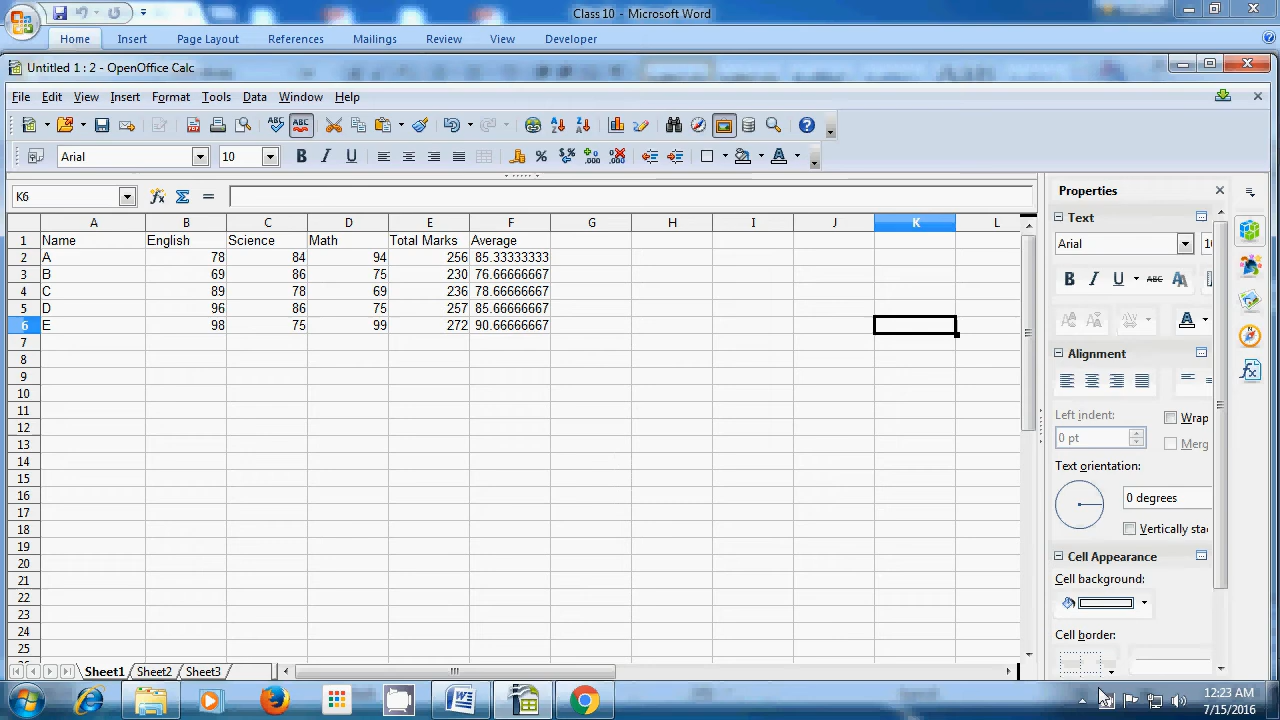 Class 10 - Microsoft Word
Home Insert Page Layout References Mailings Review View Developer
Untitled 1 : 2 - OpenOffice Calc
File Edit View Insert Format Tools Data Window Help
Arial 10
K6
Properties
Text
Arial
A B C D E F G H I J K L
1 Name English Science Math Total Marks Average
2 A 78 84 94 256 85.33333333
3 B 69 86 75 230 76.66666667
4 C 89 78 69 236 78.66666667
5 D 96 86 75 257 85.66666667
6 E 98 75 99 272 90.66666667
7
8
9
10
11
12
13
14
15
16
17
18
19
20
21
22
23
24
25
Alignment
Left indent:
Wrap
0 pt
Merg
Text orientation:
0 degrees
Vertically sta
Cell Appearance
Cell background:
Cell border:
Sheet1 Sheet2 Sheet3
12:23 AM
7/15/2016